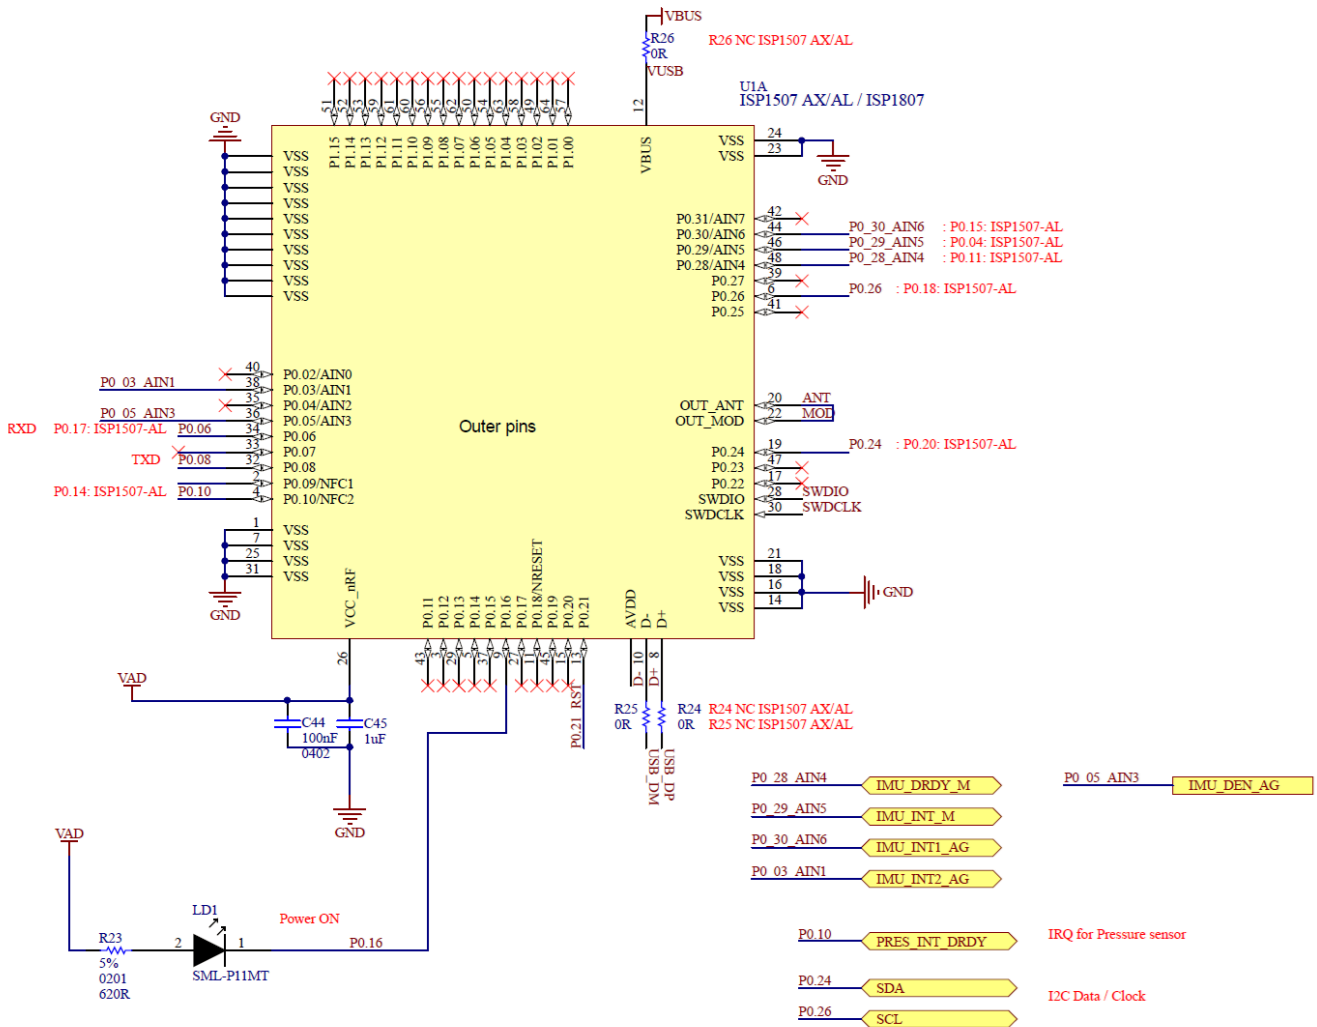 VBUS
R26
0R
R26 NC ISP1507 AX/AL
VUSB
U1A
ISP1507 AX/AL / ISP1807
51 52 53 59 61 60 56 55 62 50 54 63 58 49 64 57
12
P1.15 P1.14 P1.13 P1.12 P1.11 P1.10 P1.09 P1.08 P1.07 P1.06 P1.05 P1.04 P1.03 P1.02 P1.01 P1.00
VBUS
GND
VSS
VSS
VSS
VSS
VSS
VSS
VSS
VSS
VSS
VSS
VSS 24
VSS 23
GND
P0.31/AIN7 42
P0.30/AIN6 44 P0_30_AIN6 : P0.15: ISP1507-AL
P0.29/AIN5 46 P0_29_AIN5 : P0.04: ISP1507-AL
P0.28/AIN4 48 P0_28_AIN4 : P0.11: ISP1507-AL
P0.27 39
P0.26 6 P0.26 : P0.18: ISP1507-AL
P0.25 41
40 P0.02/AIN0
P0_03_AIN1 38 P0.03/AIN1
35 P0.04/AIN2
P0_05_AIN3 36 P0.05/AIN3
RXD P0.17: ISP1507-AL P0.06 34 P0.06
33 P0.07
TXD P0.08 32 P0.08
2 P0.09/NFC1
P0.14: ISP1507-AL P0.10 4 P0.10/NFC2
Outer pins
OUT_ANT 20 ANT
OUT_MOD 22 MOD
P0.24 19 P0.24 : P0.20: ISP1507-AL
P0.23 47
P0.22 17
SWDIO 28 SWDIO
SWDCLK 30 SWDCLK
1 VSS
7 VSS
25 VSS
31 VSS
GND
VSS 21
VSS 18
VSS 16
VSS 14
GND
VCC_nRF
P0.11 P0.12 P0.13 P0.14 P0.15 P0.16 P0.17 P0.18/NRESET P0.19 P0.20 P0.21
AVDD D- D+
26
43 3 29 5 37 9 27 11 45 15 13
10 8
D- D+
P0.21_RST
VAD
C44
100nF
0402
C45
1uF
GND
R25
0R
R24
0R
R24 NC ISP1507 AX/AL
R25 NC ISP1507 AX/AL
USB_DM
USB_DP
VAD
R23
5%
0201
620R
LD1
2 1
SML-P11MT
Power ON
P0.16
P0_28_AIN4 IMU_DRDY_M
P0_29_AIN5 IMU_INT_M
P0_30_AIN6 IMU_INT1_AG
P0_03_AIN1 IMU_INT2_AG
P0_05_AIN3 IMU_DEN_AG
P0.10 PRES_INT_DRDY IRQ for Pressure sensor
P0.24 SDA
I2C Data / Clock
P0.26 SCL